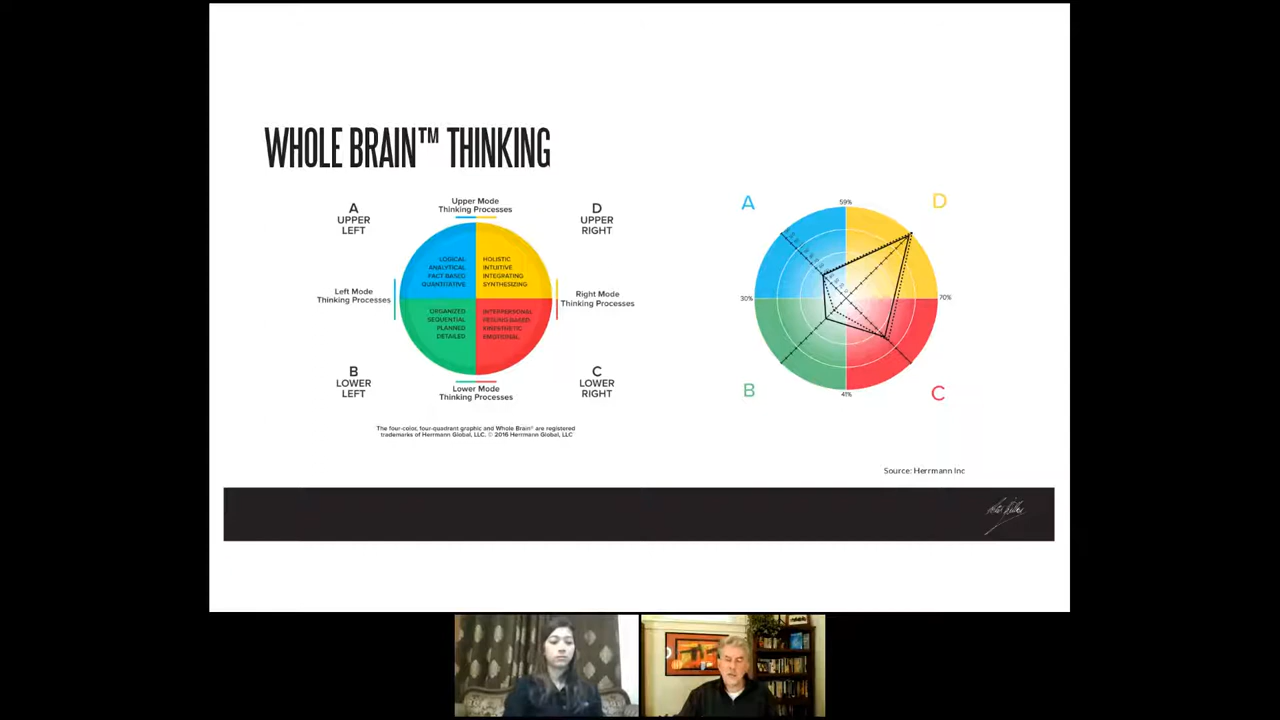 WHOLE BRAIN™ THINKING
A
UPPER
LEFT
Upper Mode
Thinking Processes
D
UPPER
RIGHT
Left Mode
Thinking Processes
LOGICAL
ANALYTICAL
FACT BASED
QUANTITATIVE
HOLISTIC
INTUITIVE
INTEGRATING
SYNTHESIZING
Right Mode
Thinking Processes
ORGANIZED
SEQUENTIAL
PLANNED
DETAILED
INTERPERSONAL
FEELING BASED
KINESTHETIC
EMOTIONAL
B
LOWER
LEFT
Lower Mode
Thinking Processes
C
LOWER
RIGHT
The four-color, four-quadrant graphic and Whole Brain® are registered
trademarks of Herrmann Global, LLC. © 2016 Herrmann Global, LLC
A
59%
D
30%
70%
B
41%
C
Source: Herrmann Inc